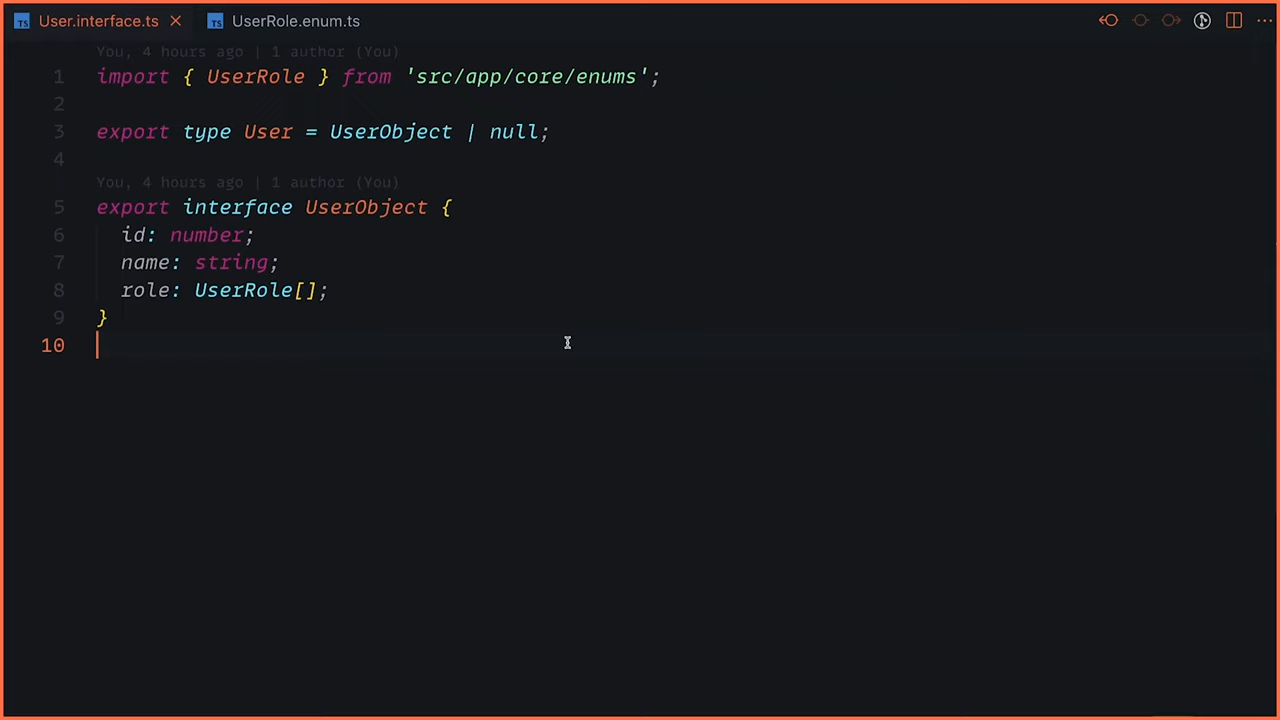 User.interface.ts
UserRole.enum.ts
You, 4 hours ago | 1 author (You)
1 import { UserRole } from 'src/app/core/enums';
2
3 export type User = UserObject | null;
4
You, 4 hours ago | 1 author (You)
5 export interface UserObject {
6 id: number;
7 name: string;
8 role: UserRole[];
9 }
10